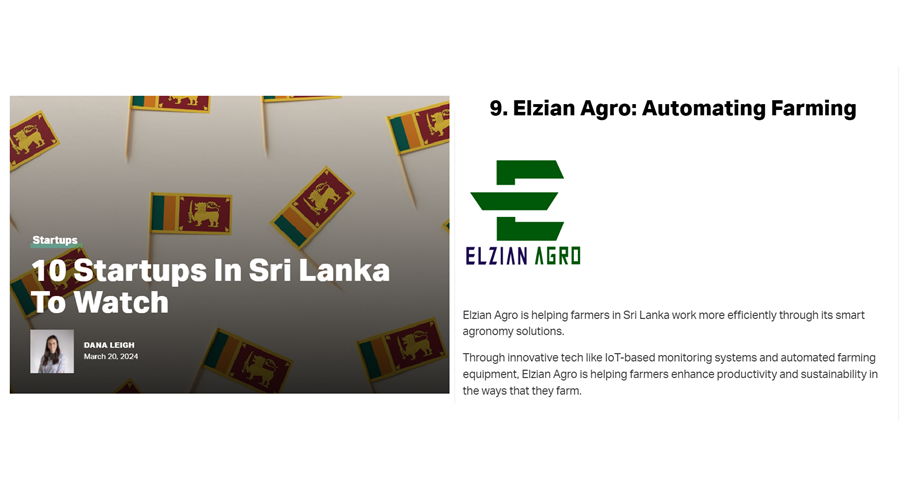 Startups
10 Startups In Sri Lanka
To Watch
DANA LEIGH
March 20, 2024
9. Elzian Agro: Automating Farming
ELZIAN AGRO
Elzian Agro is helping farmers in Sri Lanka work more efficiently through its smart
agronomy solutions.
Through innovative tech like IoT-based monitoring systems and automated farming
equipment, Elzian Agro is helping farmers enhance productivity and sustainability in
the ways that they farm.